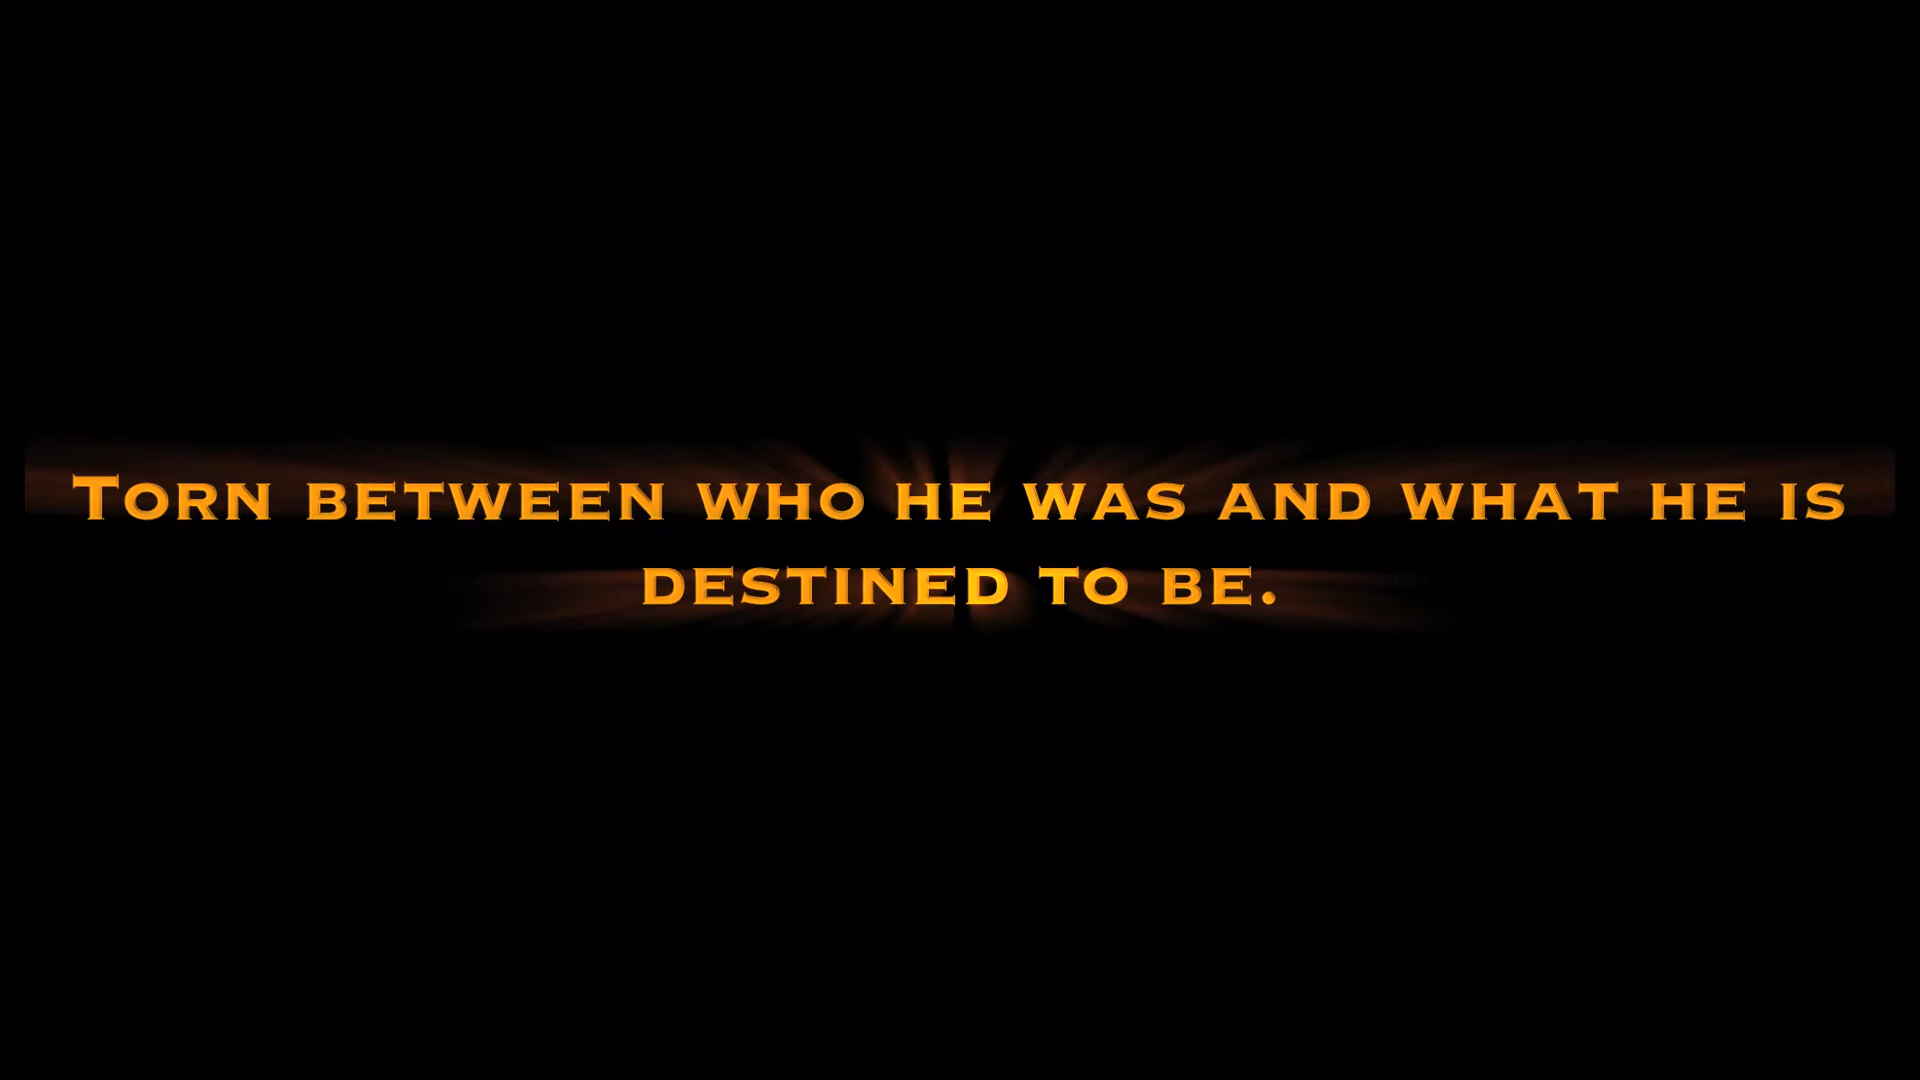 Torn between who he was and what he is
destined to be.